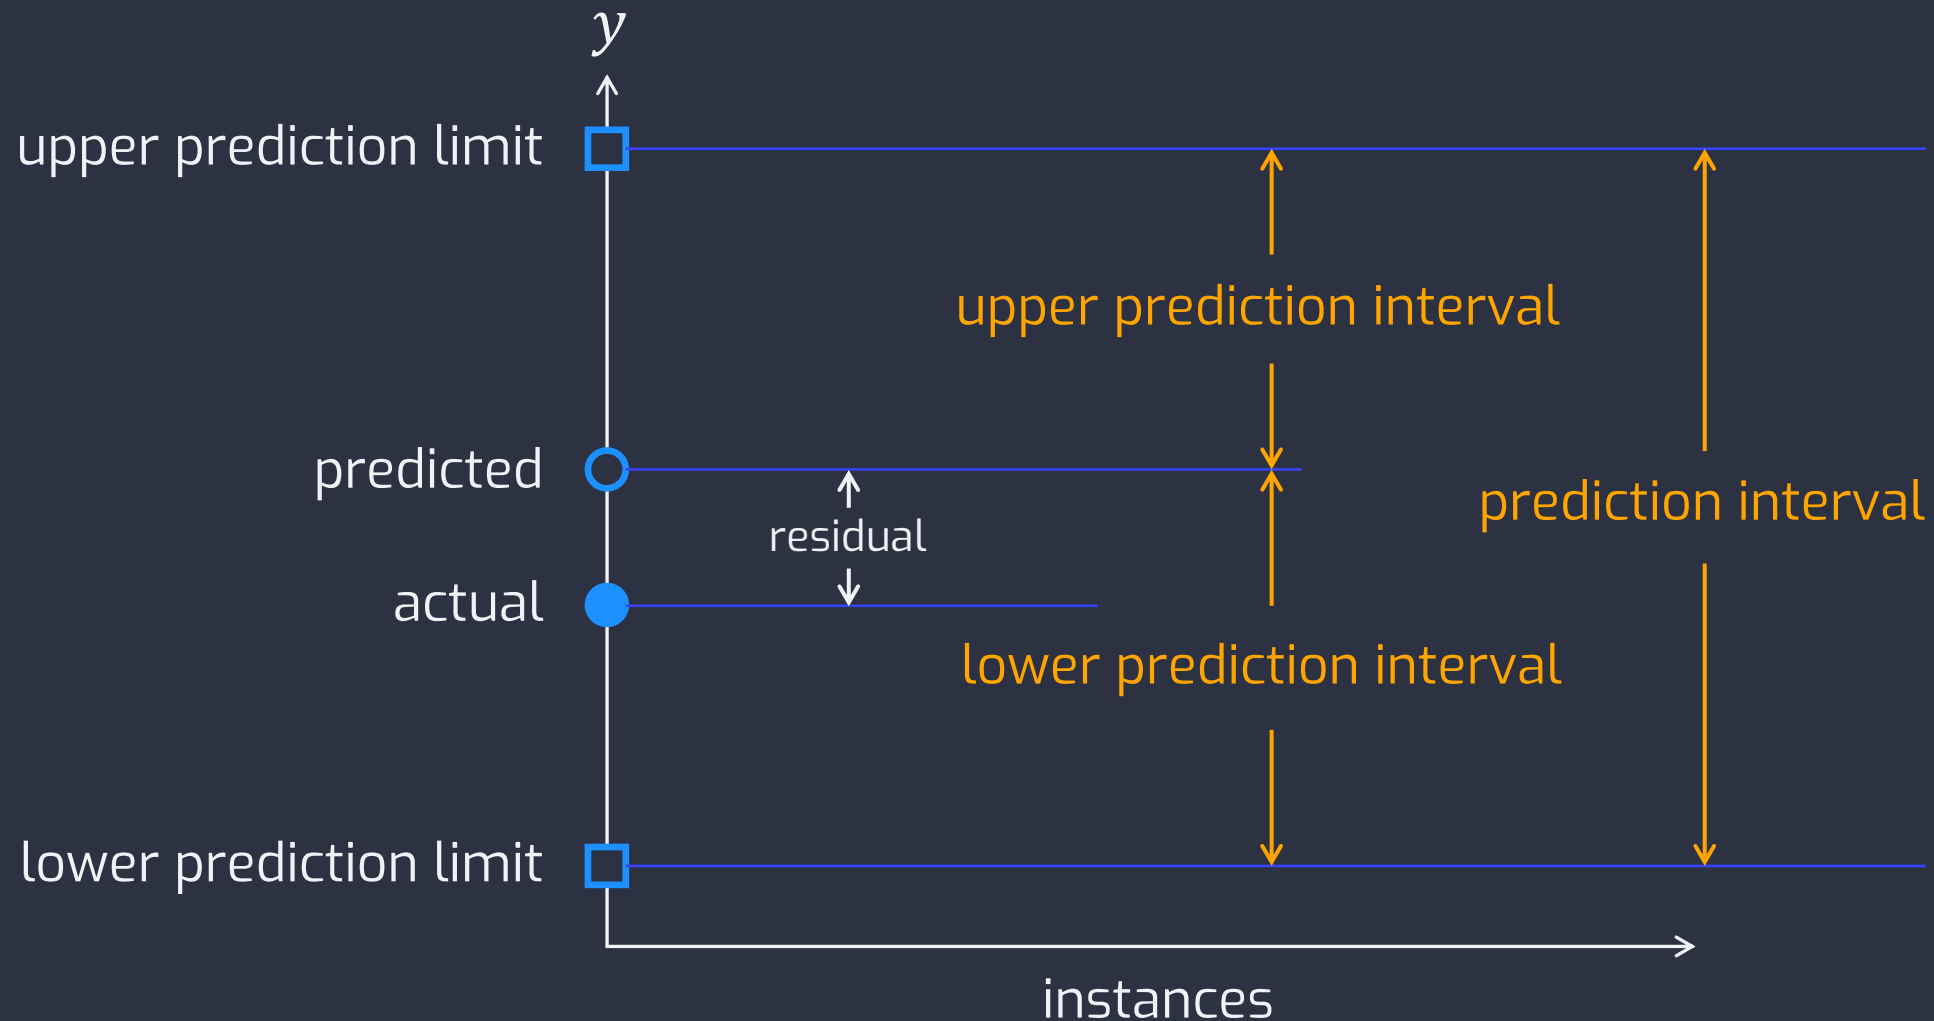 y
upper prediction limit
upper prediction interval
predicted
prediction interval
residual
actual
lower prediction interval
lower prediction limit
instances